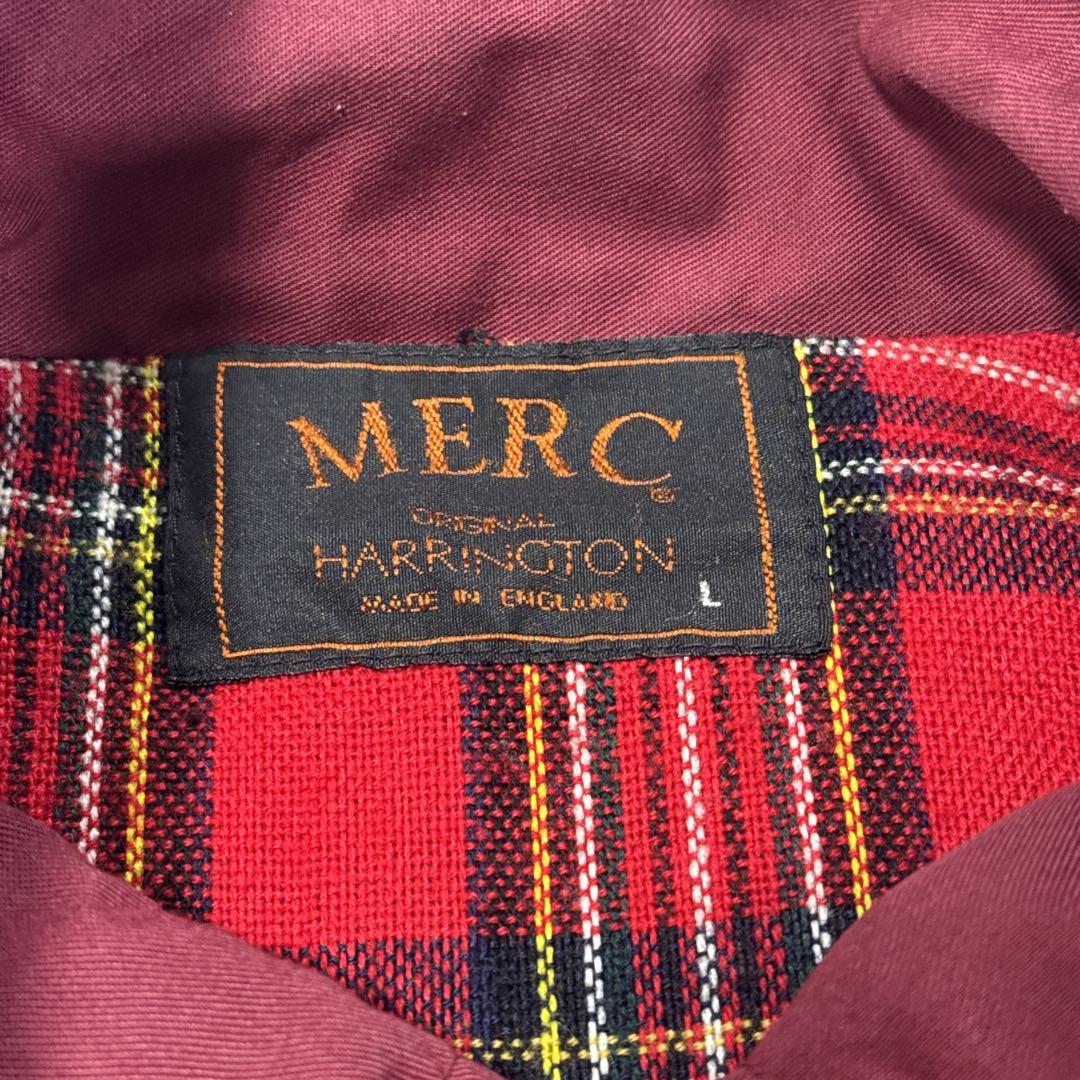 MERC®
ORIGINAL
HARRINGTON
MADE IN ENGLAND L